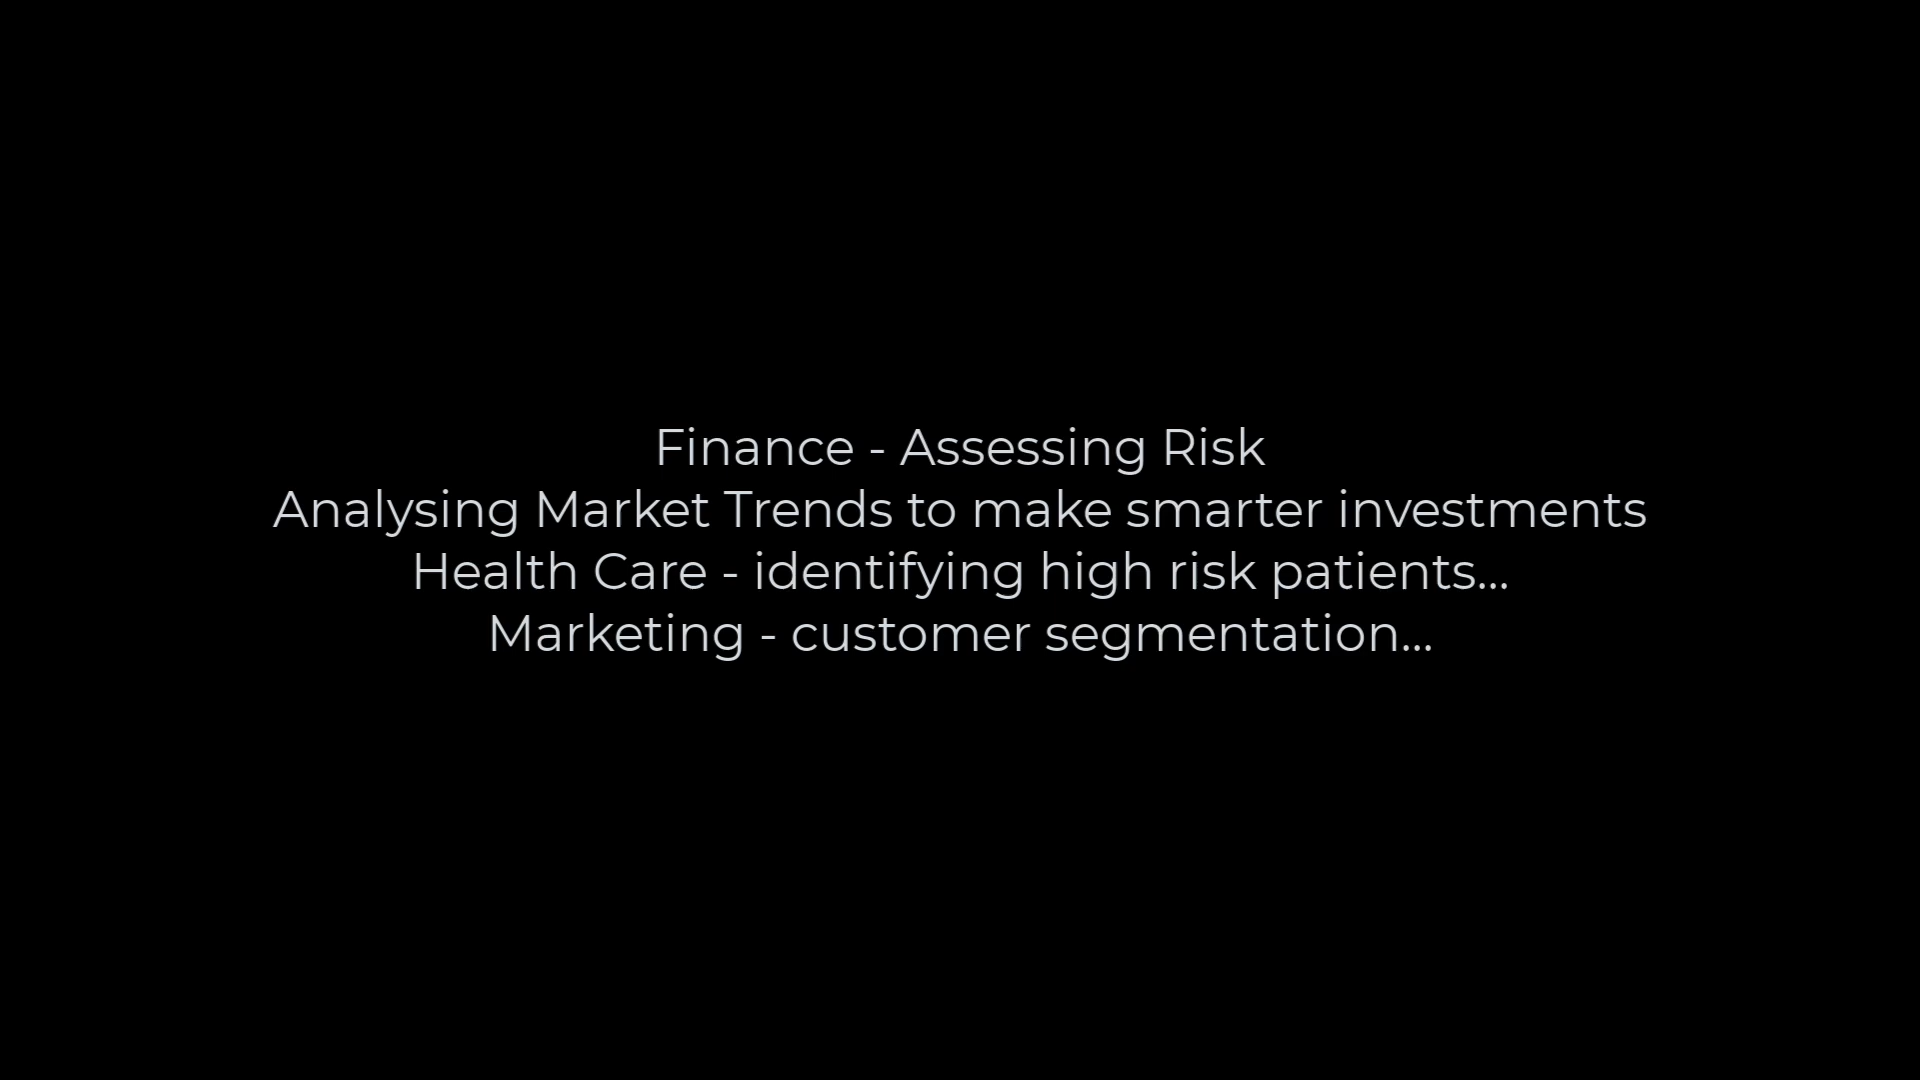 Finance - Assessing Risk
Analysing Market Trends to make smarter investments
Health Care - identifying high risk patients...
Marketing - customer segmentation...